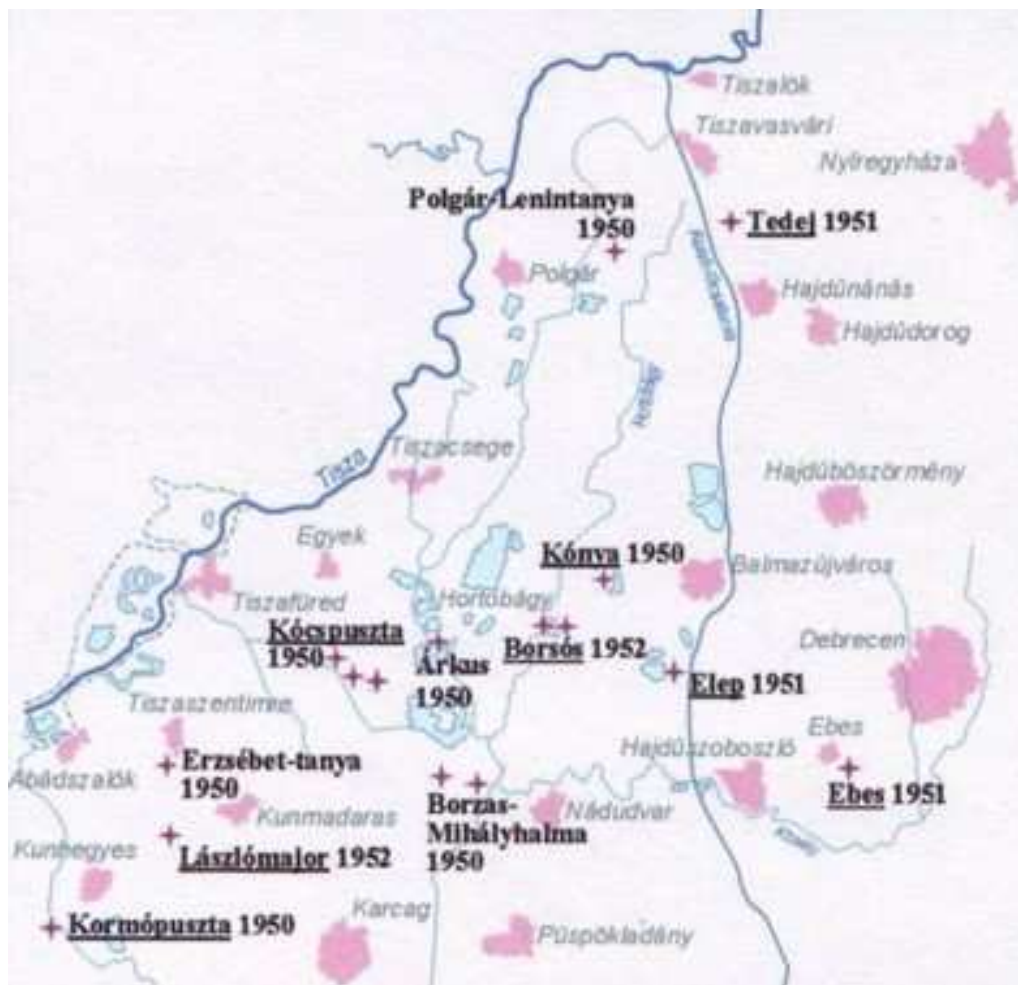 Tiszalök
Tiszavasvári
Nyíregyháza
Polgár-Lenintanya
1950
Tedej 1951
Polgár
Hajdúnánás
Hajdúdorog
Tiszacsege
Tisza
Hajdúböszörmény
Egyek
Kónya 1950
Balmazújváros
Tiszafüred
Hortobágy
Kócspuszta
1950
Árkus
1950
Borsós 1952
Debrecen
Elep 1951
Tiszaszentimre
Erzsébet-tanya
1950
Hajdúszoboszló
Ebes
Ebes 1951
Abádszalók
Kunmadaras
Borzas-
Mihályhalma
1950
Nádudvar
Kunhegyes
Lászlómajor 1952
Kormópuszta 1950
Karcag
Püspökladány